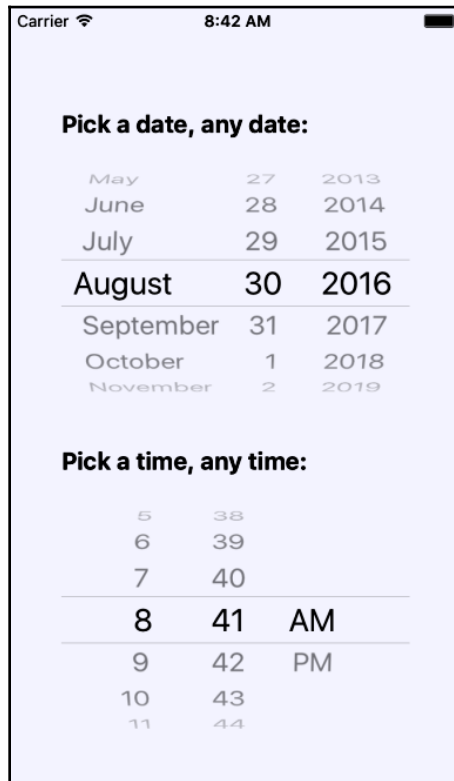 Carrier 8:42 AM
Pick a date, any date:
May 27 2013
June 28 2014
July 29 2015
August 30 2016
September 31 2017
October 1 2018
November 2 2019
Pick a time, any time:
5 38
6 39
7 40
8 41 AM
9 42 PM
10 43
11 44